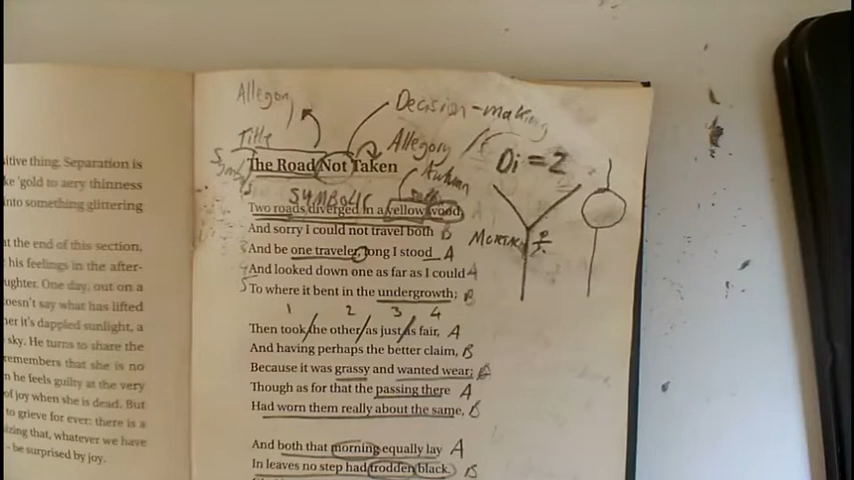 itive thing. Separation is
ke 'gold to aery thinness
into something glittering
at the end of this section,
his feelings in the after-
ughter. One day, out on a
oesn't say what has lifted
her it's dappled sunlight, a
sky. He turns to share the
remembers that she is no
n he feels guilty at the very
of joy when she is dead. But
to grieve for ever: there is a
izing that, whatever we have
– be surprised by joy.
Allegory
Decision-making
Title
Allegory
Di = 2
The Road Not Taken
Autumn
SYMBOLIC
Two roads diverged in a yellow wood, A
And sorry I could not travel both B
3 And be one traveler, long I stood A
4 And looked down one as far as I could A
5 To where it bent in the undergrowth; B
1 2 3 4
Then took/the other/as just/as fair, A
And having perhaps the better claim, B
Because it was grassy and wanted wear; A
Though as for that the passing there A
Had worn them really about the same, B
And both that morning equally lay A
In leaves no step had trodden black. B